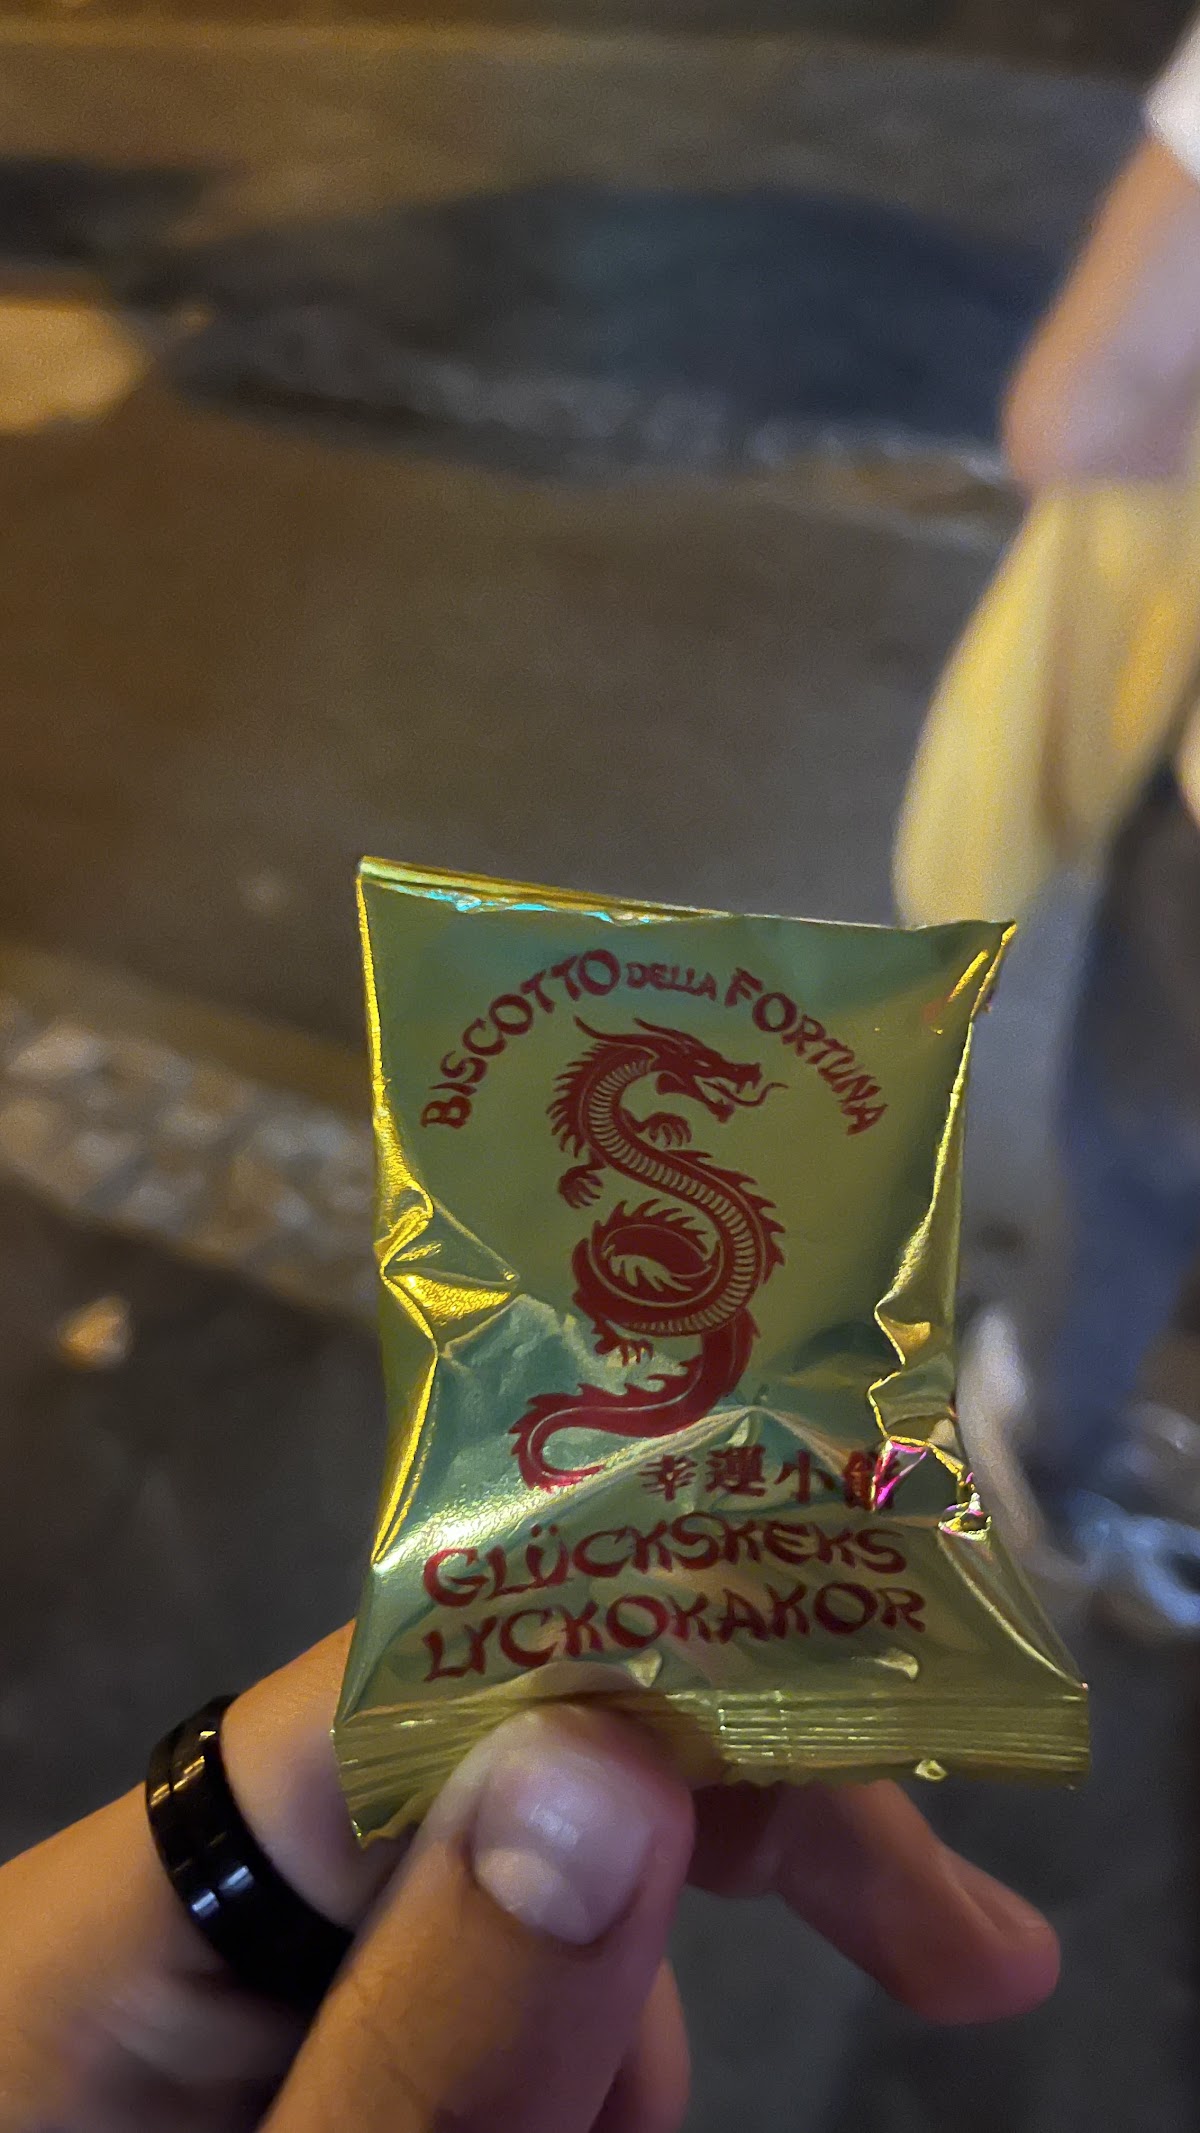 BISCOTTO DELLA FORTUNA
幸運小餅
GLÜCKSKEKS
LYCKOKAKOR